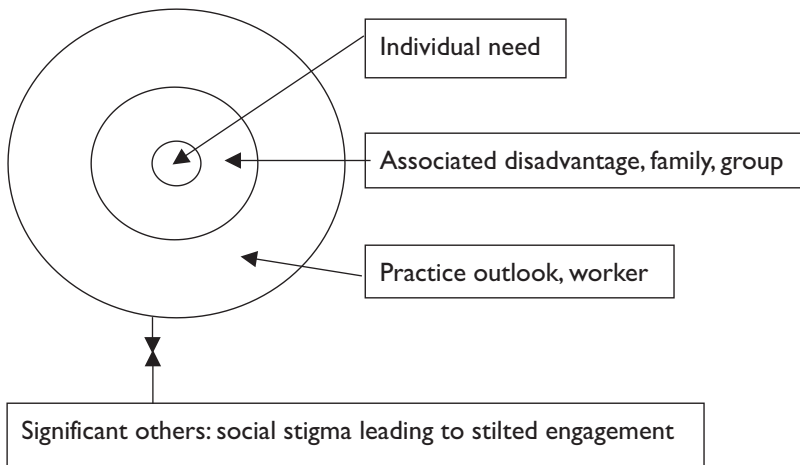 Individual need
Associated disadvantage, family, group
Practice outlook, worker
Significant others: social stigma leading to stilted engagement